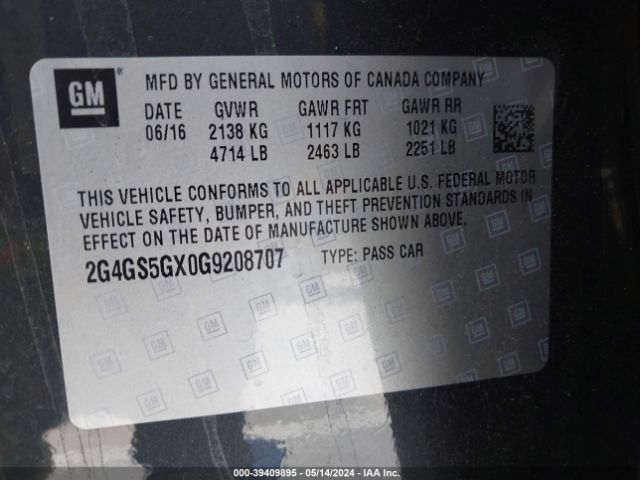 GM
MFD BY GENERAL MOTORS OF CANADA COMPANY
DATE GVWR GAWR FRT GAWR RR
06/16 2138 KG 1117 KG 1021 KG
4714 LB 2463 LB 2251 LB
THIS VEHICLE CONFORMS TO ALL APPLICABLE U.S. FEDERAL MOTOR
VEHICLE SAFETY, BUMPER, AND THEFT PREVENTION STANDARDS IN
EFFECT ON THE DATE OF MANUFACTURE SHOWN ABOVE.
2G4GS5GX0G9208707 TYPE: PASS CAR
000-39409895 - 05/14/2024 - IAA Inc.